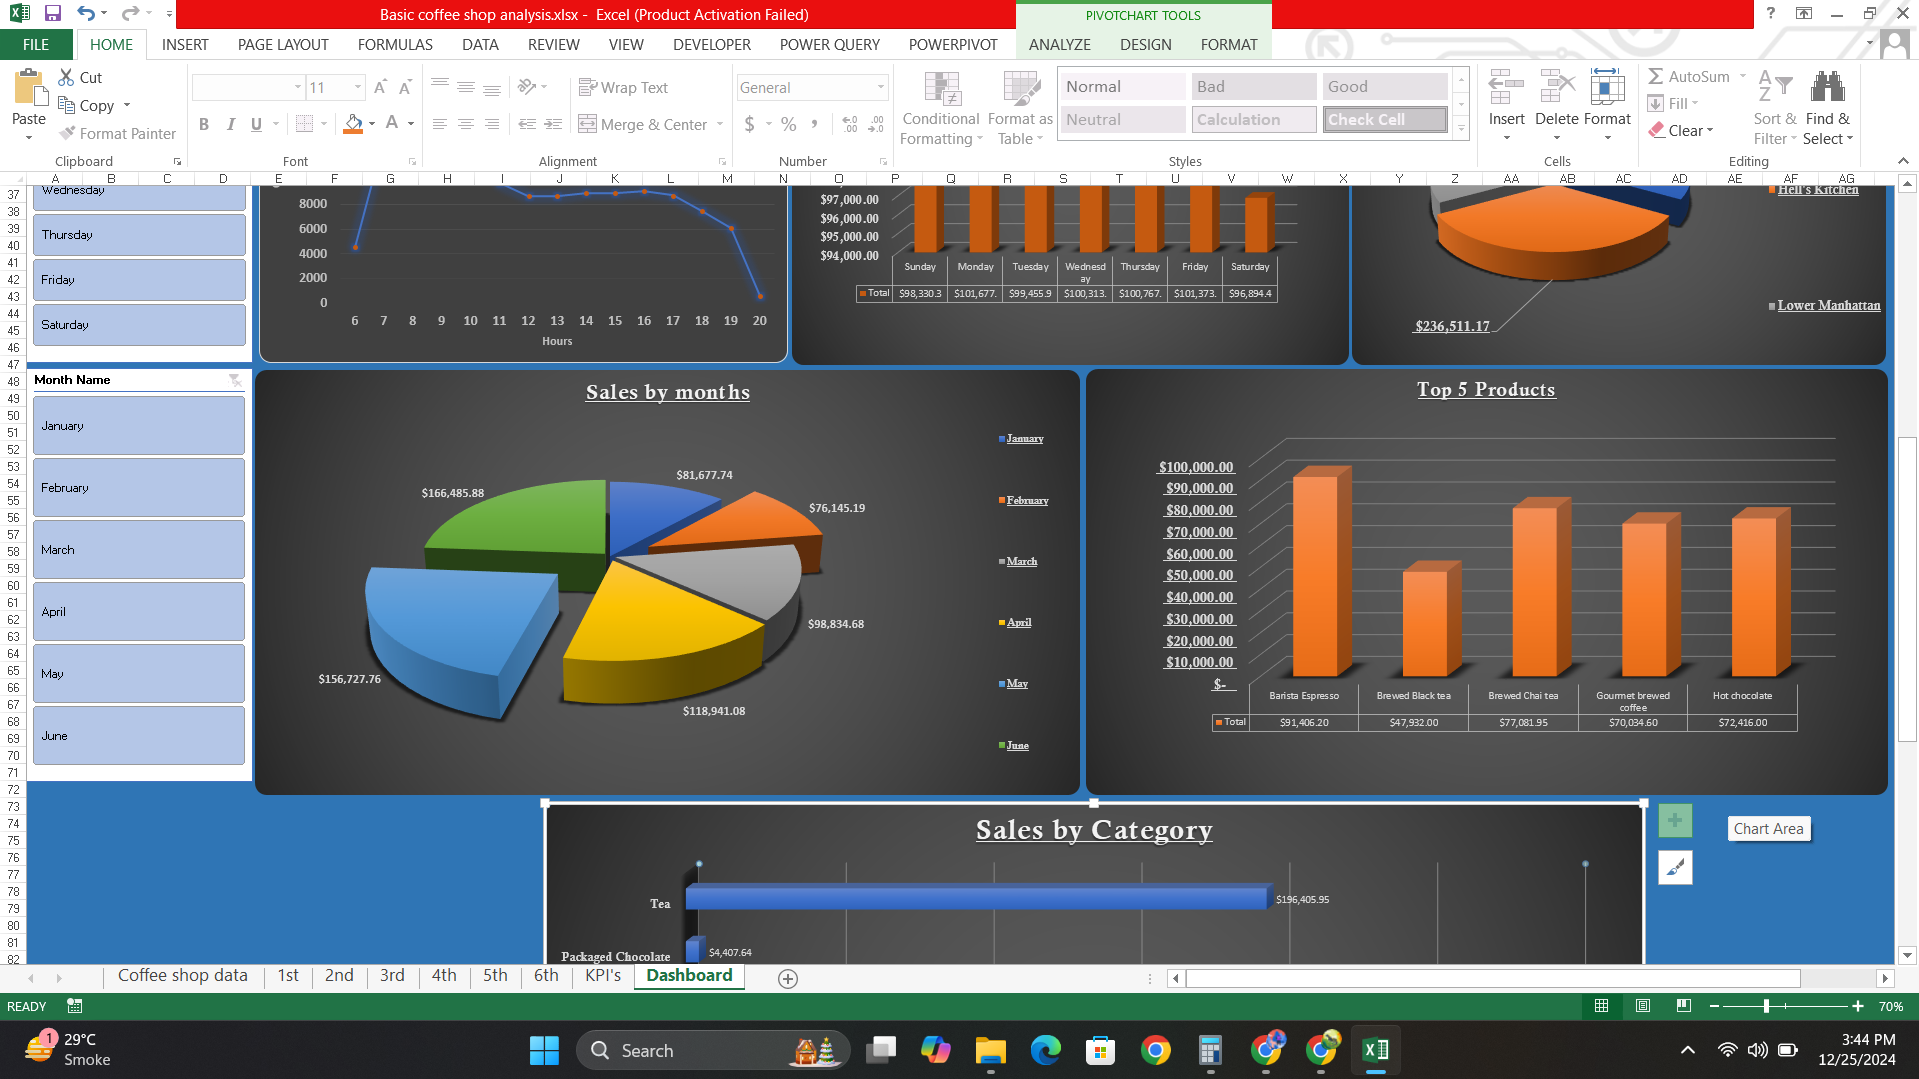 Basic coffee shop analysis.xlsx - Excel (Product Activation Failed)
PIVOTCHART TOOLS
FILE HOME INSERT PAGE LAYOUT FORMULAS DATA REVIEW VIEW DEVELOPER POWER QUERY POWERPIVOT ANALYZE DESIGN FORMAT
Paste
Cut
Copy
Format Painter
Clipboard
11
B I U
Font
Wrap Text
Merge & Center
Alignment
General
$ % ,
Number
Conditional Formatting
Format as Table
Normal Bad Good
Neutral Calculation Check Cell
Styles
Insert Delete Format
Cells
AutoSum
Fill
Clear
Sort & Filter
Find & Select
Editing
A B C D E F G H I J K L M N O P Q R S T U V W X Y Z AA AB AC AD AE AF AG
37
38
39
40
41
42
43
44
45
46
47
48
49
50
51
52
53
54
55
56
57
58
59
60
61
62
63
64
65
66
67
68
69
70
71
72
73
74
75
76
77
78
79
80
81
82
Wednesday
Thursday
Friday
Saturday
8000
6000
4000
2000
0
6 7 8 9 10 11 12 13 14 15 16 17 18 19 20
Hours
$97,000.00
$96,000.00
$95,000.00
$94,000.00
Sunday Monday Tuesday Wednesday Thursday Friday Saturday
Total $98,330.3 $101,677. $99,455.9 $100,313. $100,767. $101,373. $96,894.4
Hell's Kitchen
Lower Manhattan
$236,511.17
Month Name
January
February
March
April
May
June
Sales by months
$81,677.74
$76,145.19
$98,834.68
$118,941.08
$156,727.76
$166,485.88
January
February
March
April
May
June
Top 5 Products
$100,000.00
$90,000.00
$80,000.00
$70,000.00
$60,000.00
$50,000.00
$40,000.00
$30,000.00
$20,000.00
$10,000.00
$-
Barista Espresso Brewed Black tea Brewed Chai tea Gourmet brewed coffee Hot chocolate
Total $91,406.20 $47,932.00 $77,081.95 $70,034.60 $72,416.00
Sales by Category
Tea
$196,405.95
Packaged Chocolate
$4,407.64
Chart Area
Coffee shop data 1st 2nd 3rd 4th 5th 6th KPI's Dashboard
READY
70%
1
29°C
Smoke
Search
3:44 PM
12/25/2024